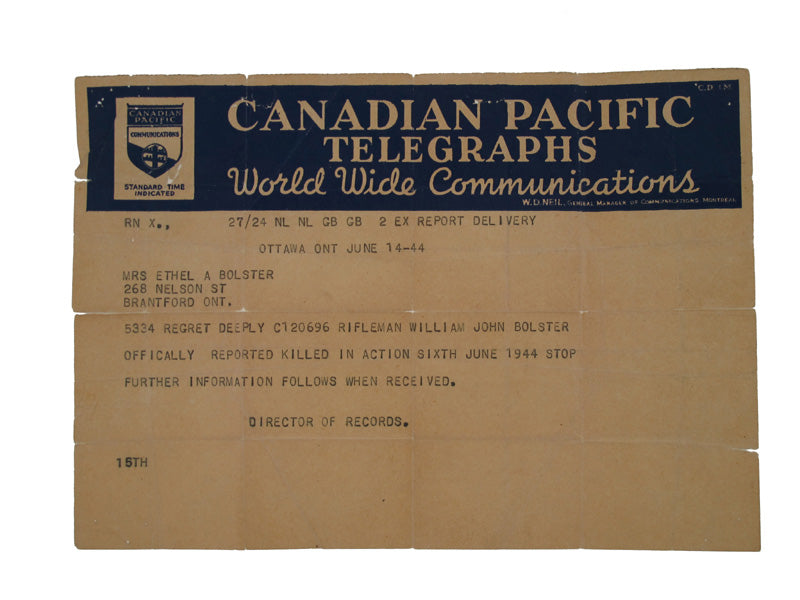 C.D. 1M
CANADIAN PACIFIC
TELEGRAPHS
World Wide Communications
CANADIAN
PACIFIC
COMMUNICATIONS
STANDARD TIME
INDICATED
W.D. NEIL, GENERAL MANAGER OF COMMUNICATIONS, MONTREAL
RN X., 27/24 NL NL GB GB 2 EX REPORT DELIVERY
OTTAWA ONT JUNE 14-44
MRS ETHEL A BOLSTER
268 NELSON ST
BRANTFORD ONT.
5334 REGRET DEEPLY C120696 RIFLEMAN WILLIAM JOHN BOLSTER
OFFICALLY REPORTED KILLED IN ACTION SIXTH JUNE 1944 STOP
FURTHER INFORMATION FOLLOWS WHEN RECEIVED.
DIRECTOR OF RECORDS.
15TH